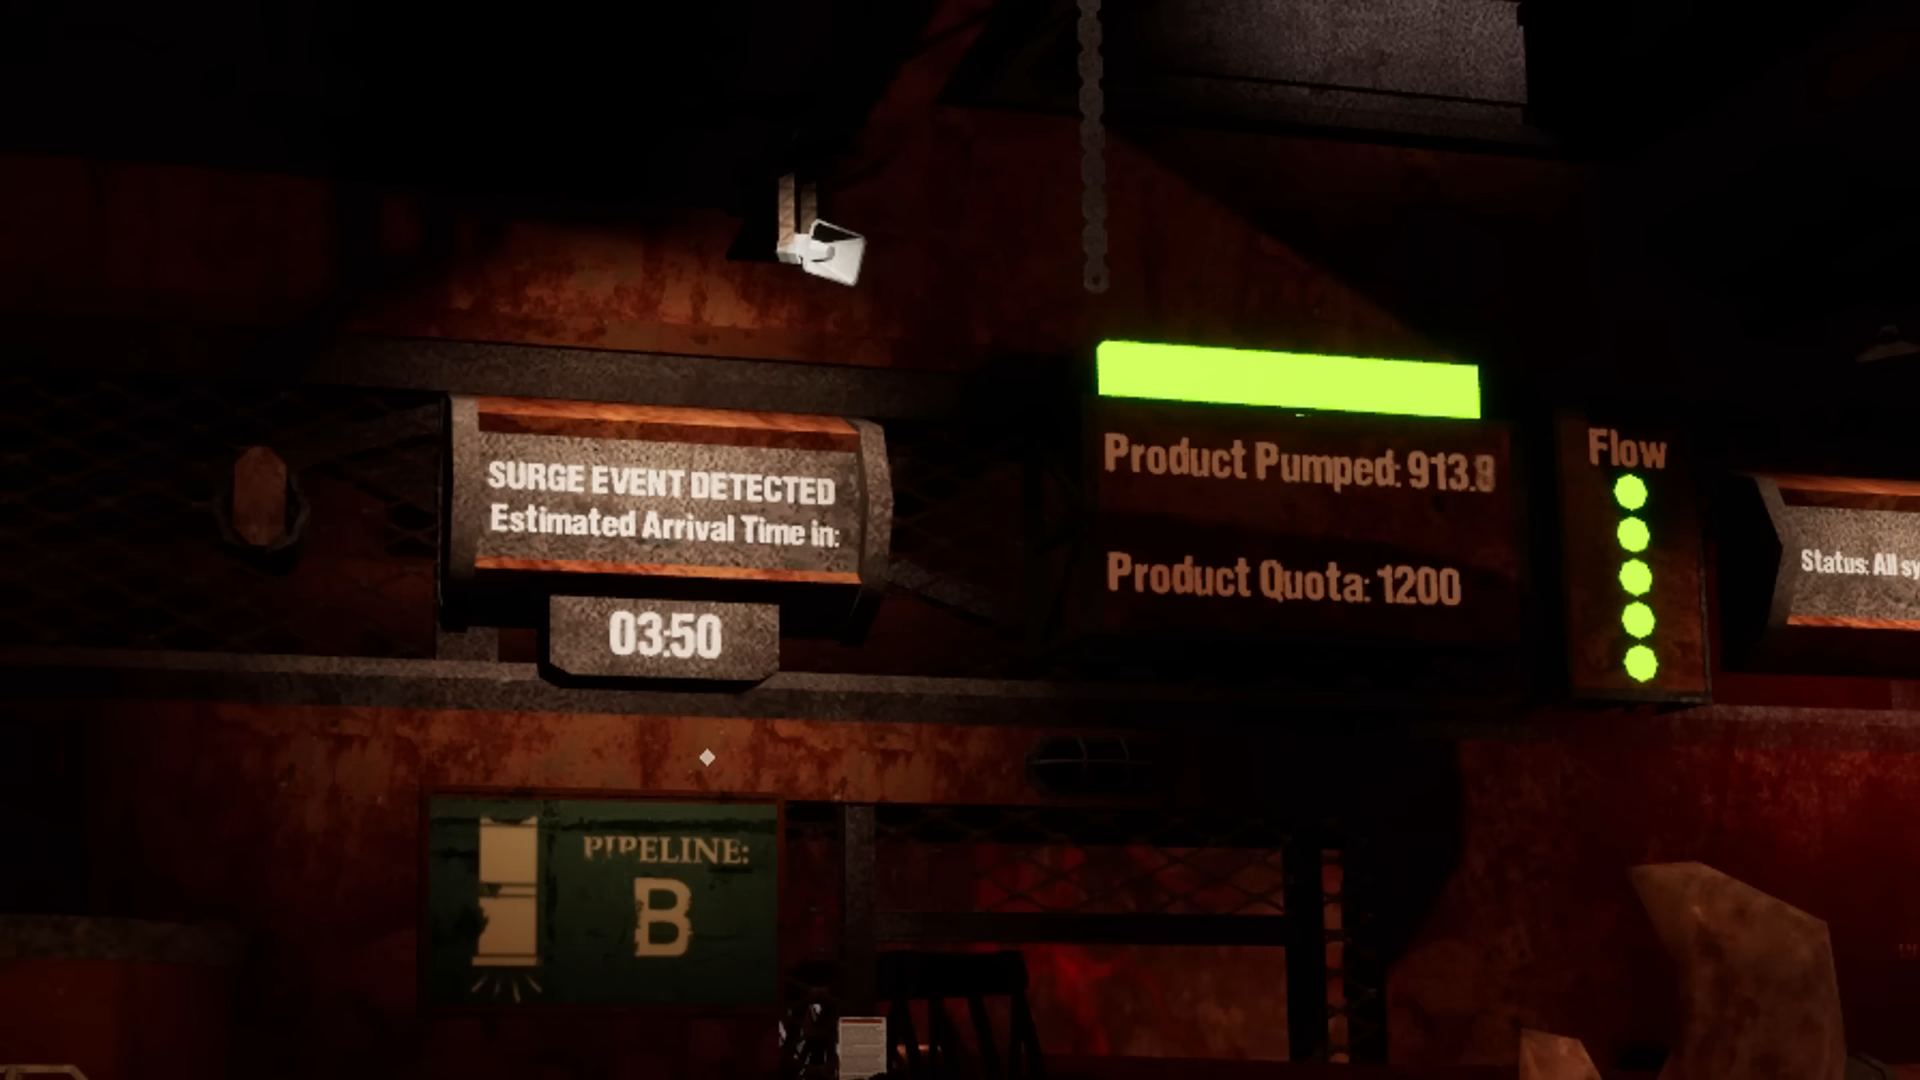 SURGE EVENT DETECTED
Estimated Arrival Time in:
03:50
Product Pumped: 913.8
Product Quota: 1200
Flow
Status: All sy
PIPELINE:
B